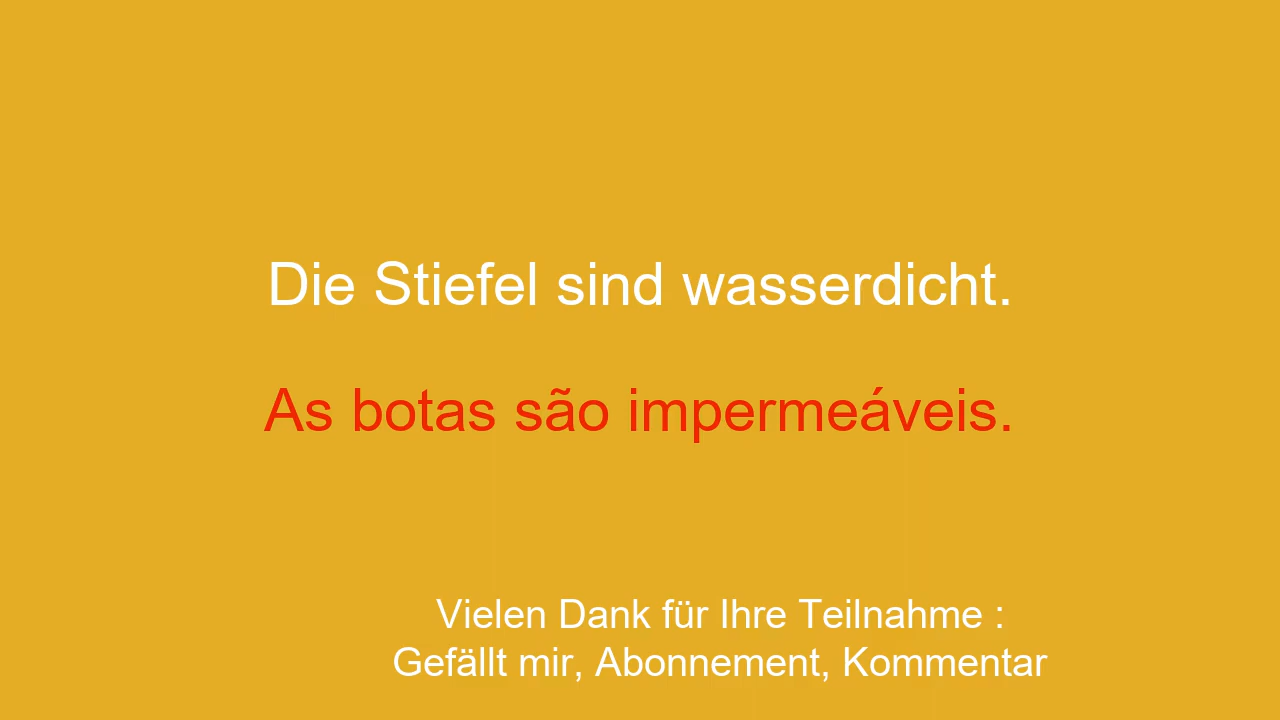 Die Stiefel sind wasserdicht.
As botas são impermeáveis.
Vielen Dank für Ihre Teilnahme :
Gefällt mir, Abonnement, Kommentar